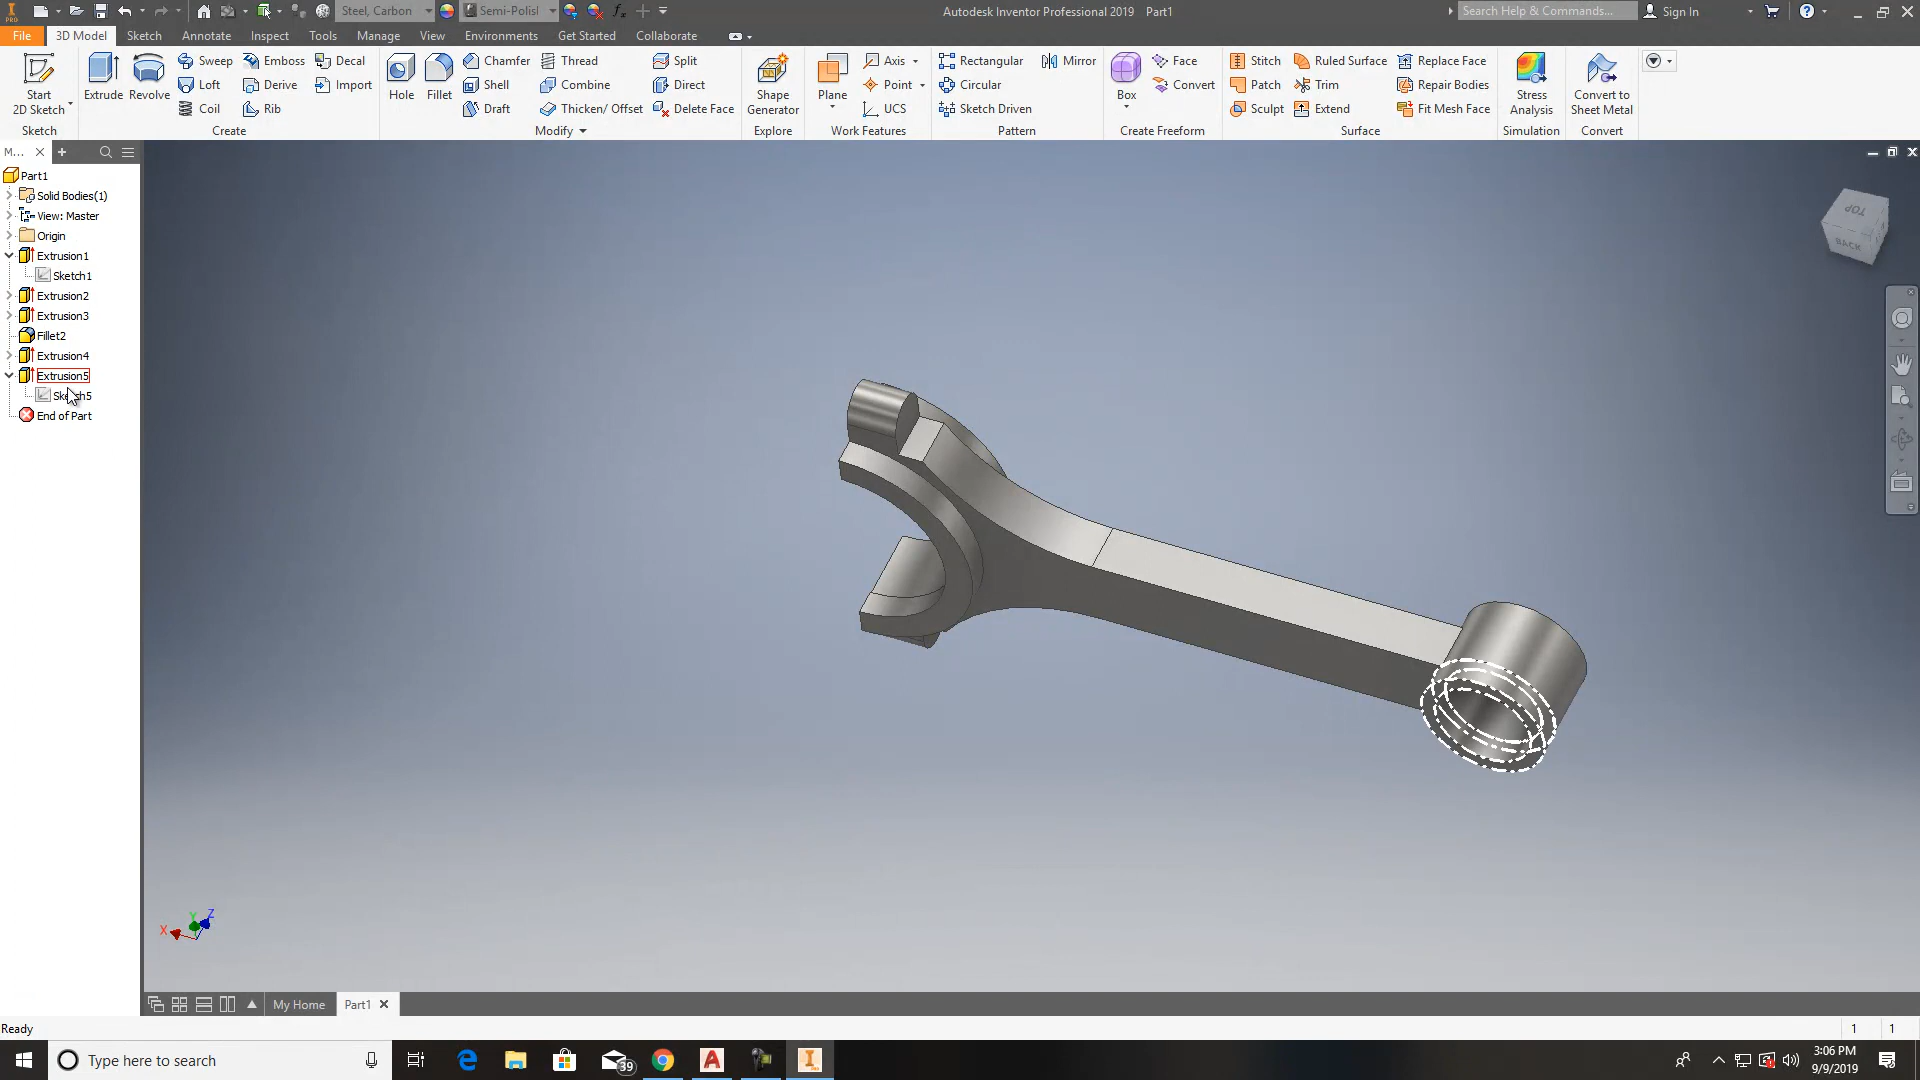 PRO
Steel, Carbon
Semi-Polisl
fx
Autodesk Inventor Professional 2019 Part1
Search Help & Commands...
Sign In
File
3D Model
Sketch
Annotate
Inspect
Tools
Manage
View
Environments
Get Started
Collaborate
Start
2D Sketch
Sketch
Extrude
Revolve
Sweep
Loft
Coil
Emboss
Derive
Rib
Decal
Import
Create
Hole
Fillet
Chamfer
Shell
Draft
Thread
Combine
Thicken/ Offset
Split
Direct
Delete Face
Modify
Shape
Generator
Explore
Plane
Axis
Point
UCS
Work Features
Rectangular
Circular
Sketch Driven
Mirror
Pattern
Box
Face
Convert
Create Freeform
Stitch
Patch
Sculpt
Ruled Surface
Trim
Extend
Replace Face
Repair Bodies
Fit Mesh Face
Surface
Stress
Analysis
Simulation
Convert to
Sheet Metal
Convert
M...
Part1
Solid Bodies(1)
View: Master
Origin
Extrusion1
Sketch1
Extrusion2
Extrusion3
Fillet2
Extrusion4
Extrusion5
Sketch5
End of Part
TOP
BACK
X
Y
Z
My Home
Part1
Ready
1
1
Type here to search
39
3:06 PM
9/9/2019